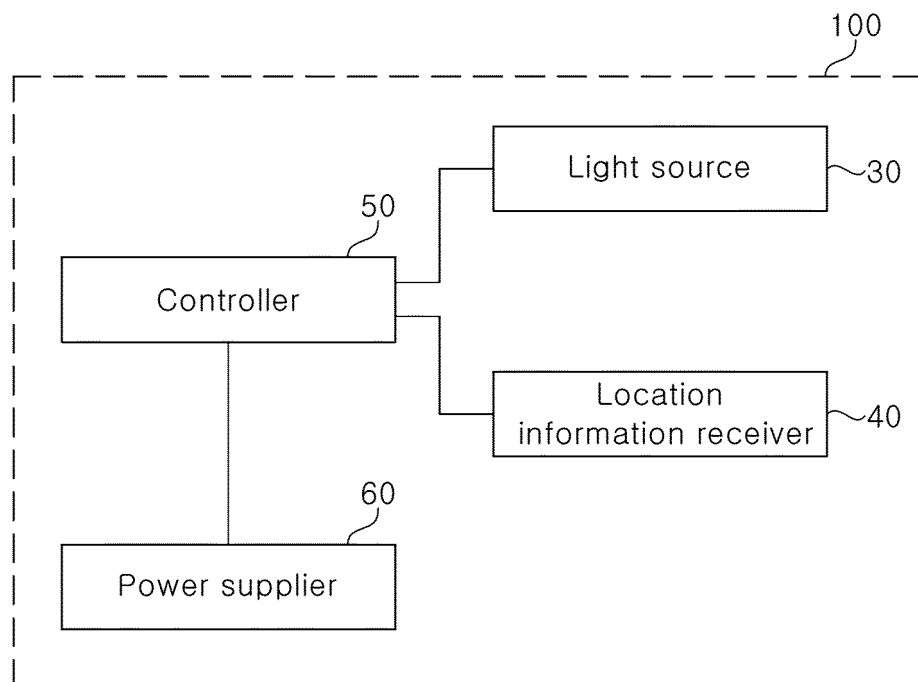 100
Light source
30
50
Controller
Location
information receiver
40
60
Power supplier